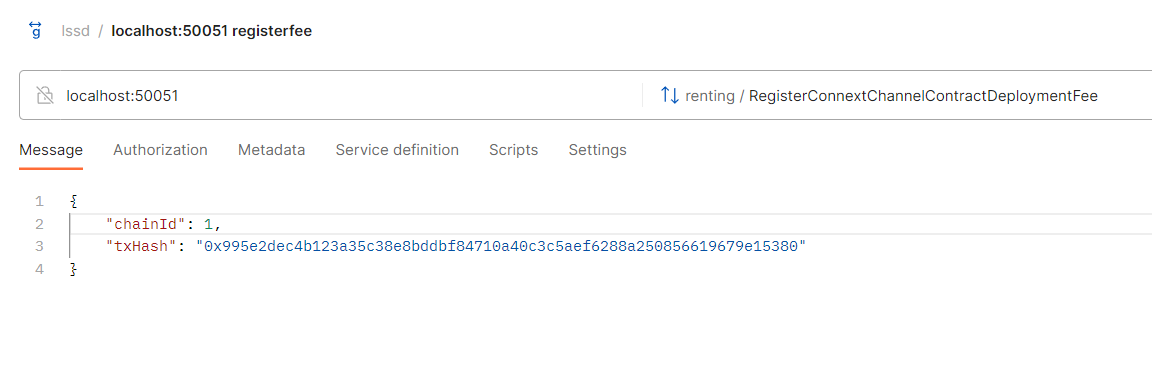 lssd / localhost:50051 registerfee
localhost:50051 renting / RegisterConnextChannelContractDeploymentFee
Message Authorization Metadata Service definition Scripts Settings
1 {
2 "chainId": 1,
3 "txHash": "0x995e2dec4b123a35c38e8bddbf84710a40c3c5aef6288a250856619679e15380"
4 }